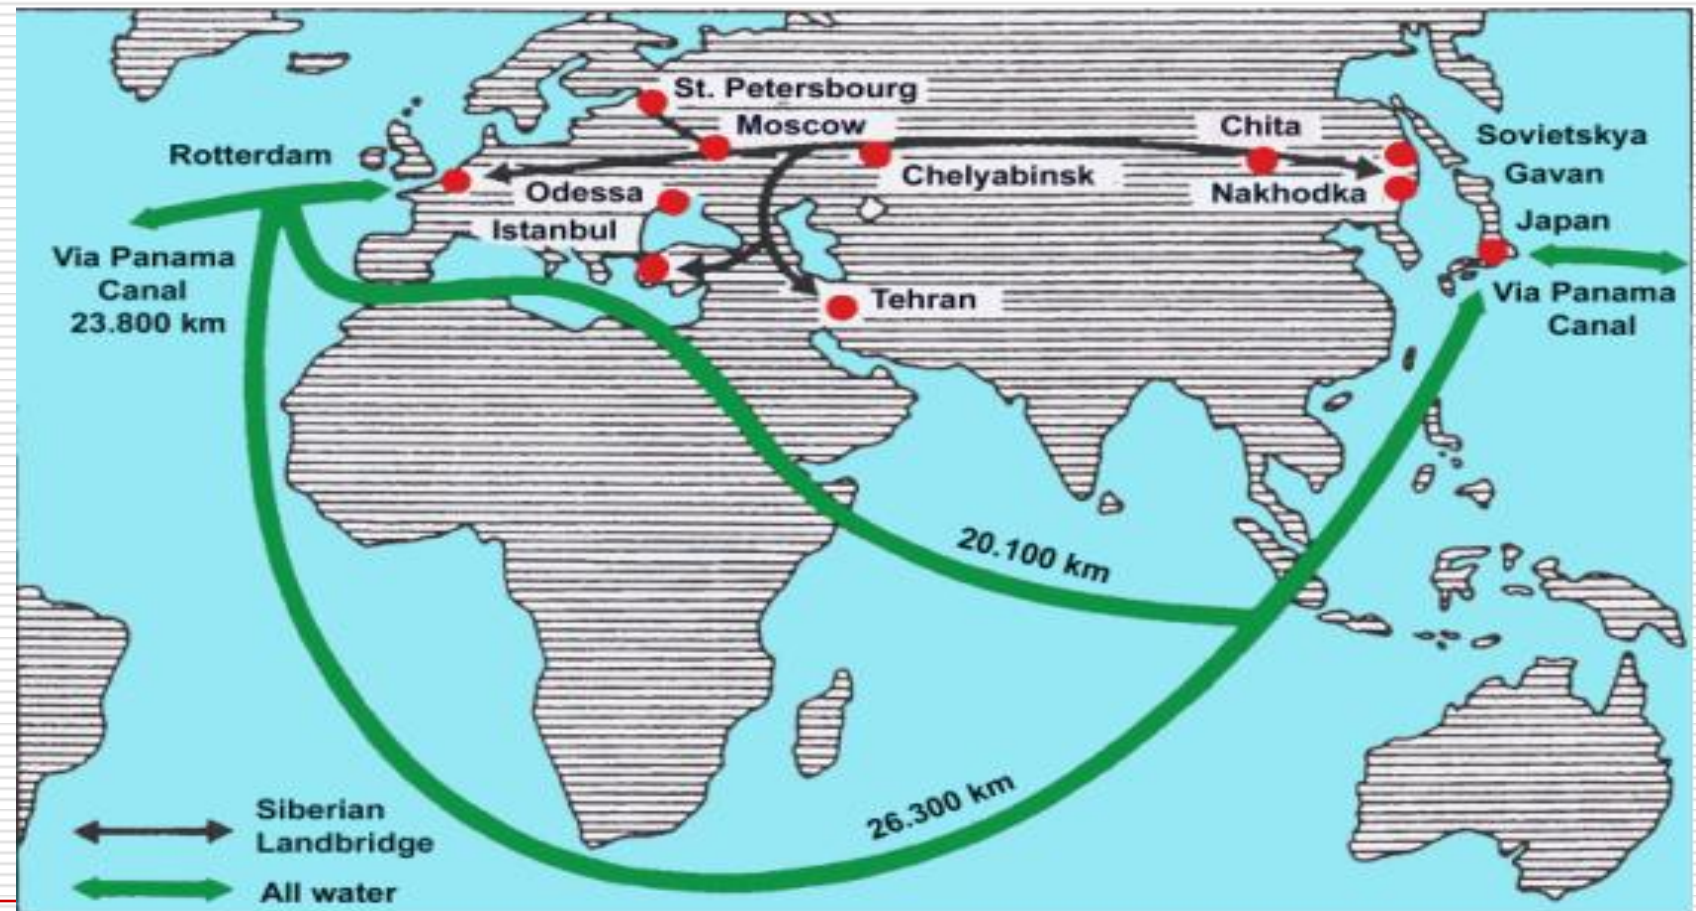 St. Petersbourg
Moscow
Chita
Sovietskya
Gavan
Rotterdam
Chelyabinsk
Odessa
Nakhodka
Istanbul
Japan
Via Panama
Canal
23.800 km
Tehran
Via Panama
Canal
20.100 km
26.300 km
Siberian
Landbridge
All water